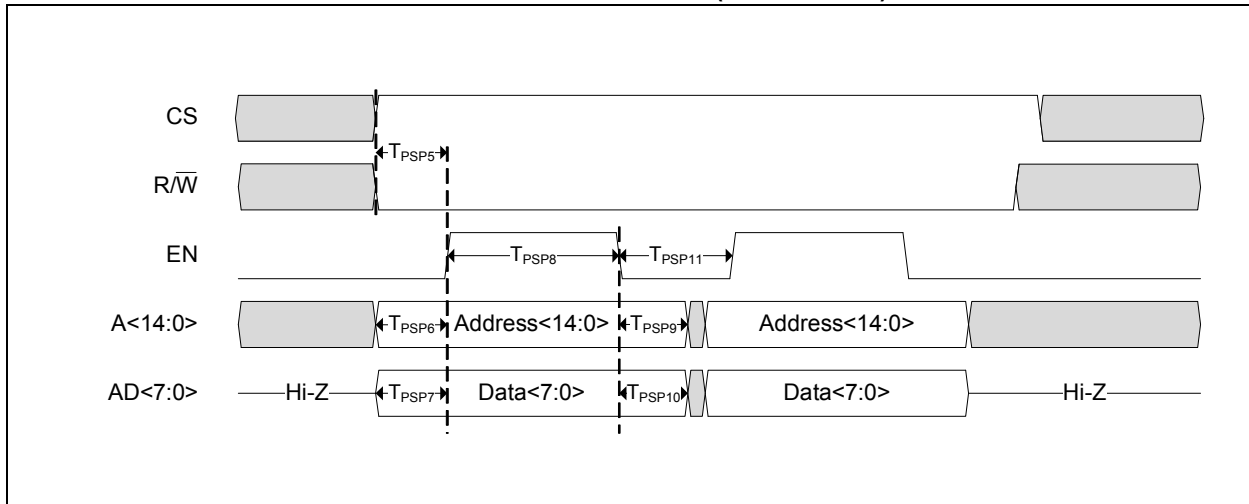 CS
TPSP5
R/W̅
EN
TPSP8 TPSP11
A<14:0> TPSP6 Address<14:0> TPSP9 Address<14:0>
AD<7:0> Hi-Z TPSP7 Data<7:0> TPSP10 Data<7:0> Hi-Z